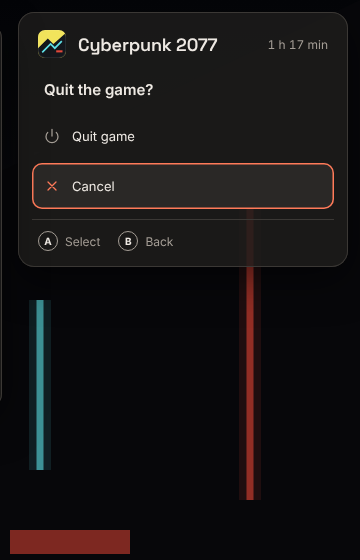 Cyberpunk 2077
1 h 17 min
Quit the game?
Quit game
Cancel
A Select B Back